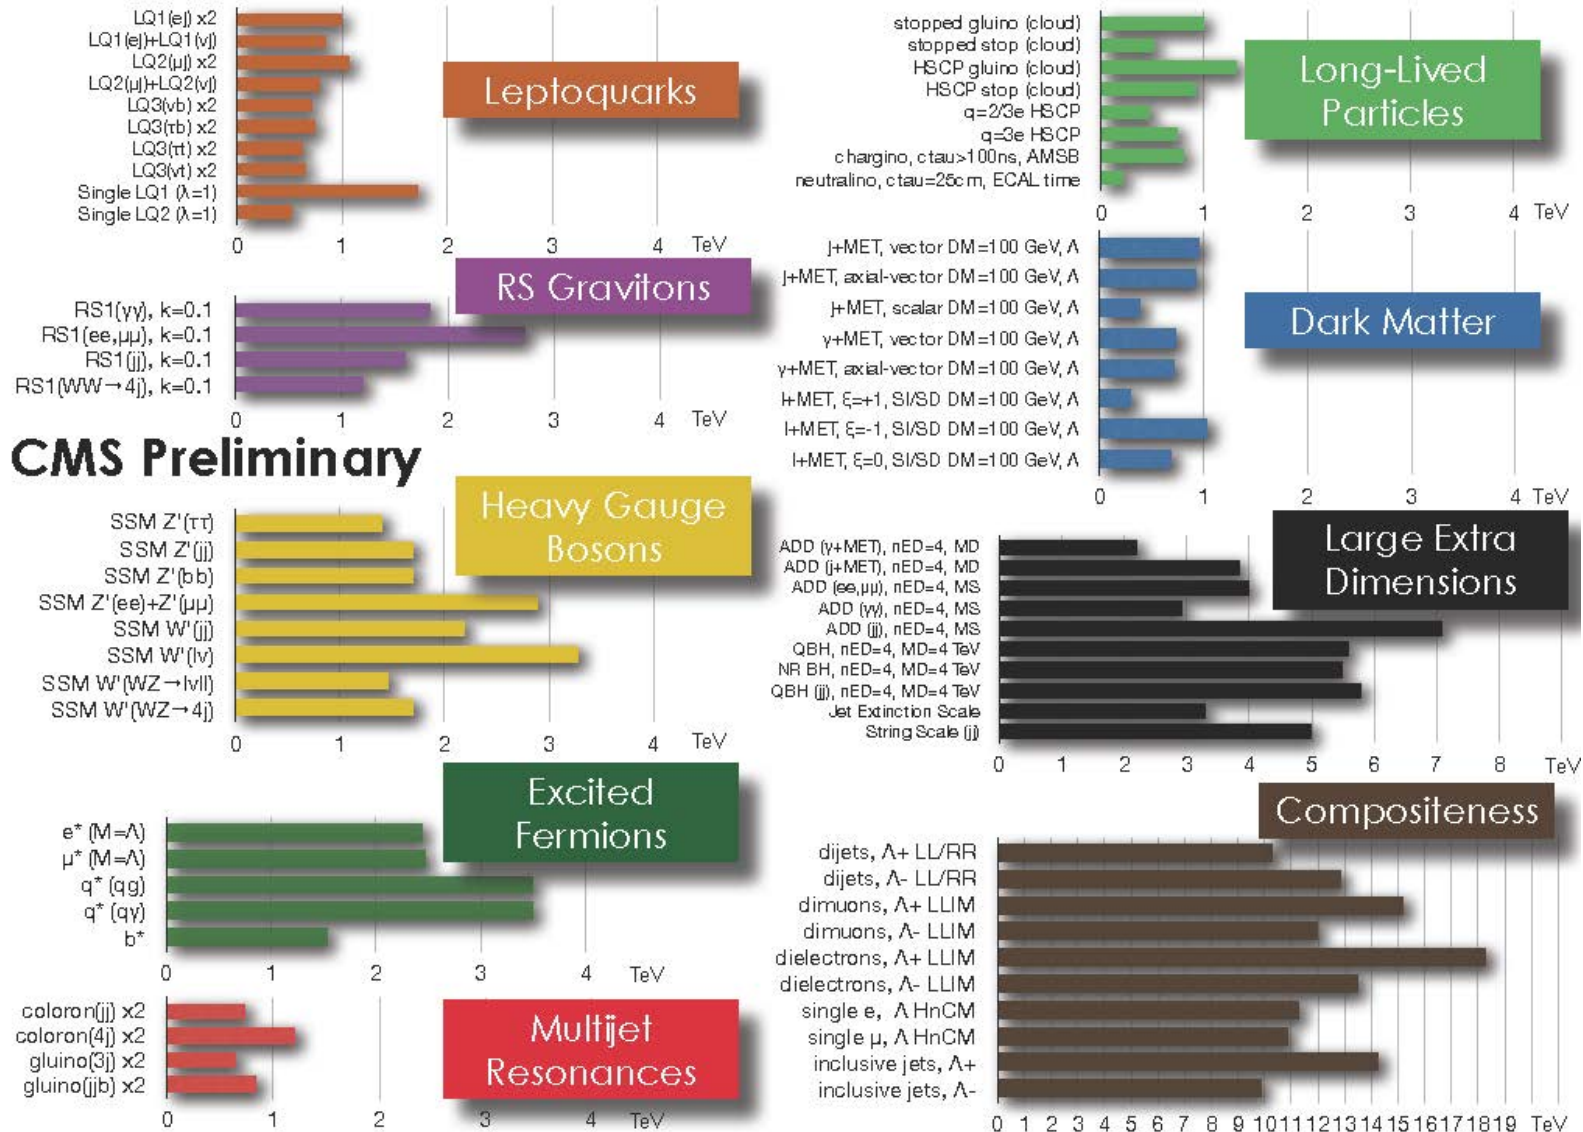 LQ1(ej) x2
LQ1(ej)+LQ1(νj)
LQ2(μj) x2
LQ2(μj)+LQ2(νj)
LQ3(νb) x2
LQ3(τb) x2
LQ3(τt) x2
LQ3(νt) x2
Single LQ1 (λ=1)
Single LQ2 (λ=1)
0 1 2 3 4 TeV
Leptoquarks
RS Gravitons
RS1(γγ), k=0.1
RS1(ee,μμ), k=0.1
RS1(jj), k=0.1
RS1(WW→4j), k=0.1
0 1 2 3 4 TeV
CMS Preliminary
Heavy Gauge
Bosons
SSM Z'(ττ)
SSM Z'(jj)
SSM Z'(bb)
SSM Z'(ee)+Z'(μμ)
SSM W'(jj)
SSM W'(lν)
SSM W'(WZ→lνll)
SSM W'(WZ→4j)
0 1 2 3 4 TeV
Excited
Fermions
e* (M=Λ)
μ* (M=Λ)
q* (qg)
q* (qγ)
b*
0 1 2 3 4 TeV
Multijet
Resonances
coloron(jj) x2
coloron(4j) x2
gluino(3j) x2
gluino(jjb) x2
0 1 2 3 4 TeV
stopped gluino (cloud)
stopped stop (cloud)
HSCP gluino (cloud)
HSCP stop (cloud)
q=2/3e HSCP
q=3e HSCP
chargino, ctau>100ns, AMSB
neutralino, ctau=25cm, ECAL time
0 1 2 3 4 TeV
Long-Lived
Particles
j+MET, vector DM=100 GeV, Λ
j+MET, axial-vector DM=100 GeV, Λ
j+MET, scalar DM=100 GeV, Λ
γ+MET, vector DM=100 GeV, Λ
γ+MET, axial-vector DM=100 GeV, Λ
l+MET, ξ=+1, SI/SD DM=100 GeV, Λ
l+MET, ξ=-1, SI/SD DM=100 GeV, Λ
l+MET, ξ=0, SI/SD DM=100 GeV, Λ
0 1 2 3 4 TeV
Dark Matter
Large Extra
Dimensions
ADD (γ+MET), nED=4, MD
ADD (j+MET), nED=4, MD
ADD (ee,μμ), nED=4, MS
ADD (γγ), nED=4, MS
ADD (jj), nED=4, MS
QBH, nED=4, MD=4 TeV
NR BH, nED=4, MD=4 TeV
QBH (jj), nED=4, MD=4 TeV
Jet Extinction Scale
String Scale (jj)
0 1 2 3 4 5 6 7 8 TeV
Compositeness
dijets, Λ+ LL/RR
dijets, Λ- LL/RR
dimuons, Λ+ LLIM
dimuons, Λ- LLIM
dielectrons, Λ+ LLIM
dielectrons, Λ- LLIM
single e, Λ HnCM
single μ, Λ HnCM
inclusive jets, Λ+
inclusive jets, Λ-
0 1 2 3 4 5 6 7 8 9 10 11 12 13 14 15 16 17 18 19 TeV